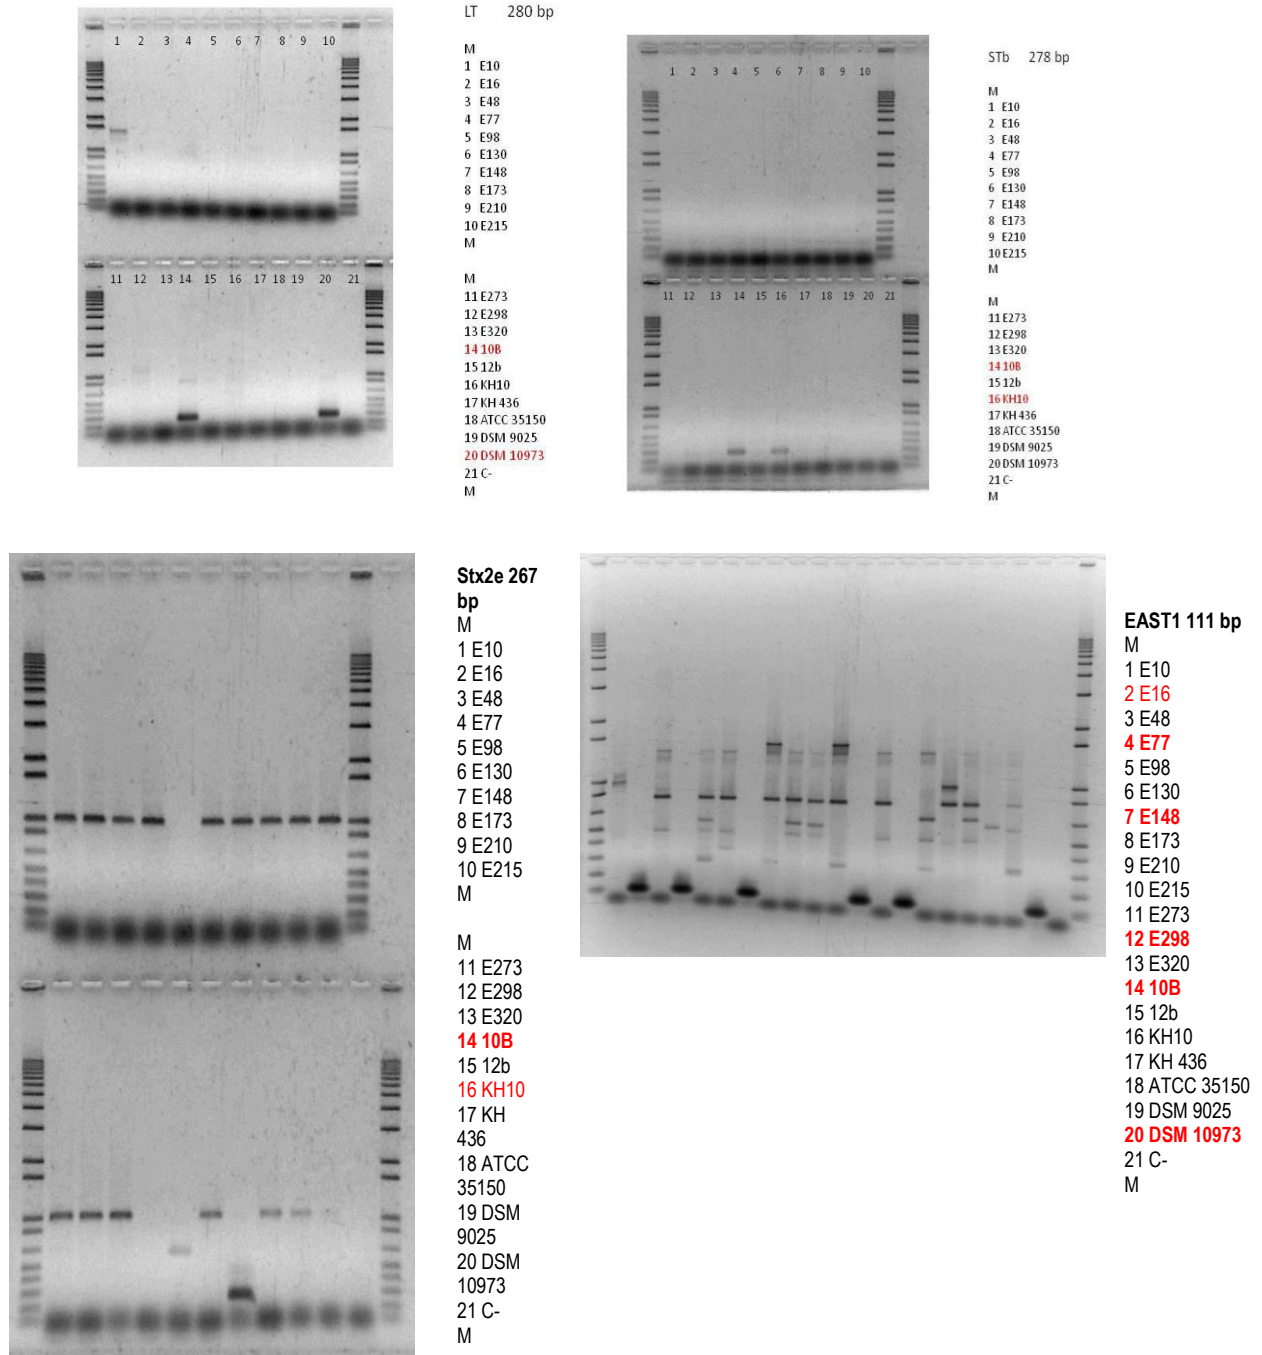 LT 280 bp
1 2 3 4 5 6 7 8 9 10
M
1 E10
2 E16
3 E48
4 E77
5 E98
6 E130
7 E148
8 E173
9 E210
10 E215
M
11 12 13 14 15 16 17 18 19 20 21
M
11 E273
12 E298
13 E320
14 10B
15 12b
16 KH10
17 KH 436
18 ATCC 35150
19 DSM 9025
20 DSM 10973
21 C-
M
STb 278 bp
1 2 3 4 5 6 7 8 9 10
M
1 E10
2 E16
3 E48
4 E77
5 E98
6 E130
7 E148
8 E173
9 E210
10 E215
M
11 12 13 14 15 16 17 18 19 20 21
M
11 E273
12 E298
13 E320
14 10B
15 12b
16 KH10
17 KH 436
18 ATCC 35150
19 DSM 9025
20 DSM 10973
21 C-
M
Stx2e 267
bp
M
1 E10
2 E16
3 E48
4 E77
5 E98
6 E130
7 E148
8 E173
9 E210
10 E215
M
M
11 E273
12 E298
13 E320
14 10B
15 12b
16 KH10
17 KH
436
18 ATCC
35150
19 DSM
9025
20 DSM
10973
21 C-
M
EAST1 111 bp
M
1 E10
2 E16
3 E48
4 E77
5 E98
6 E130
7 E148
8 E173
9 E210
10 E215
11 E273
12 E298
13 E320
14 10B
15 12b
16 KH10
17 KH 436
18 ATCC 35150
19 DSM 9025
20 DSM 10973
21 C-
M